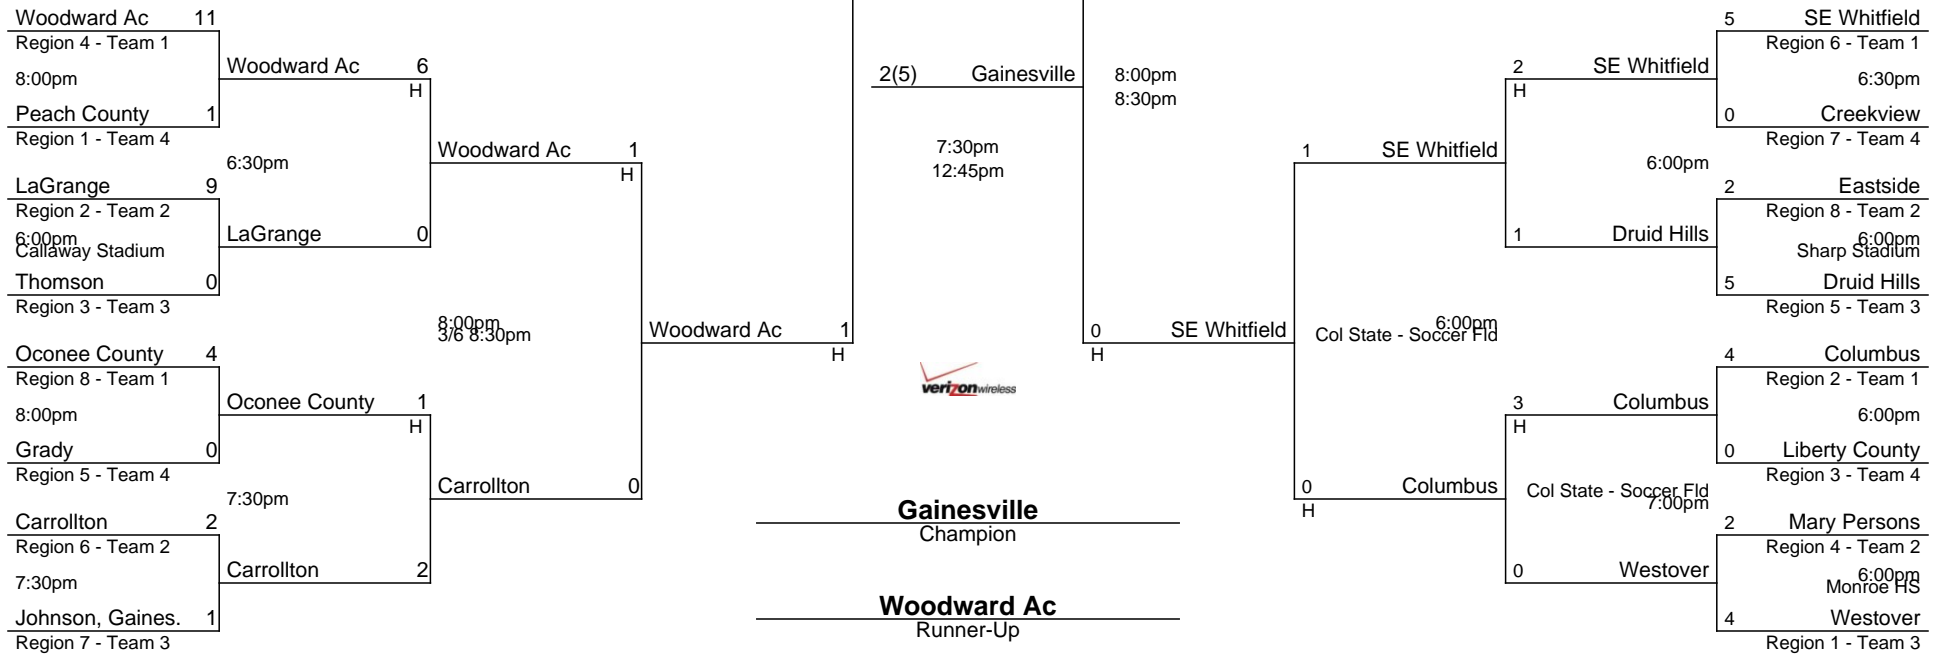 Woodward Ac 11
Region 4 - Team 1
8:00pm
Peach County 1
Region 1 - Team 4
LaGrange 9
Region 2 - Team 2
6:00pm
Callaway Stadium
Thomson 0
Region 3 - Team 3
Oconee County 4
Region 8 - Team 1
8:00pm
Grady 0
Region 5 - Team 4
Carrollton 2
Region 6 - Team 2
7:30pm
Johnson, Gaines. 1
Region 7 - Team 3
Woodward Ac 6
H
6:30pm
LaGrange 0
Oconee County 1
H
7:30pm
Carrollton 2
Woodward Ac 1
H
8:00pm
3/6 8:30pm
Carrollton 0
Woodward Ac 1
H
2(5) Gainesville
7:30pm
12:45pm
verizonwireless
Gainesville
Champion
Woodward Ac
Runner-Up
8:00pm
8:30pm
0 SE Whitfield
H
1 SE Whitfield
6:00pm
Col State - Soccer Fld
0 Columbus
H
2 SE Whitfield
H
6:00pm
1 Druid Hills
3 Columbus
H
Col State - Soccer Fld
7:00pm
0 Westover
5 SE Whitfield
Region 6 - Team 1
6:30pm
0 Creekview
Region 7 - Team 4
2 Eastside
Region 8 - Team 2
6:00pm
Sharp Stadium
5 Druid Hills
Region 5 - Team 3
4 Columbus
Region 2 - Team 1
6:00pm
0 Liberty County
Region 3 - Team 4
2 Mary Persons
Region 4 - Team 2
6:00pm
Monroe HS
4 Westover
Region 1 - Team 3